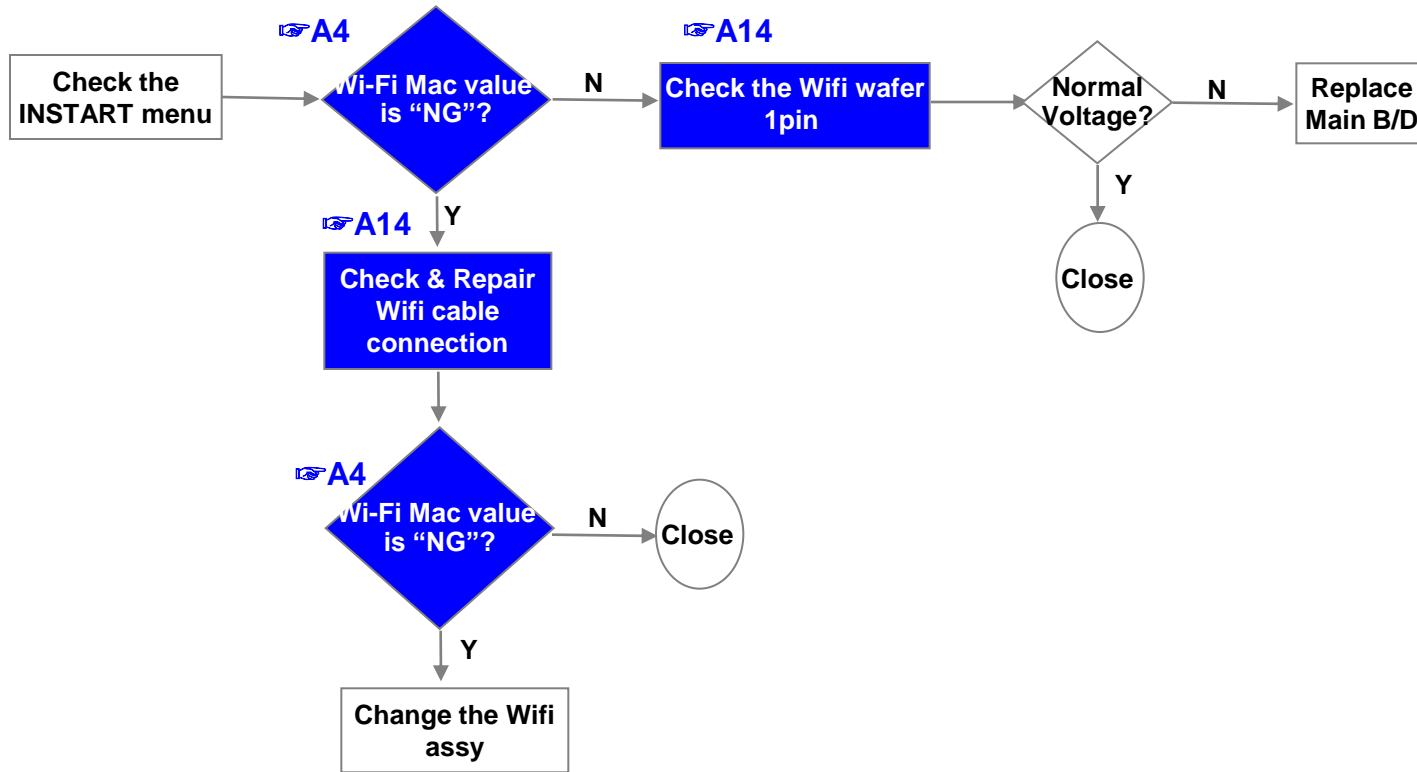 ☞A4
☞A14
Check the
INSTART menu
Wi-Fi Mac value
is “NG”?
N
Check the Wifi wafer
1pin
Normal
Voltage?
N
Replace
Main B/D
☞A14
Y
Y
Check & Repair
Wifi cable
connection
Close
☞A4
Wi-Fi Mac value
is “NG”?
N
Close
Y
Change the Wifi
assy